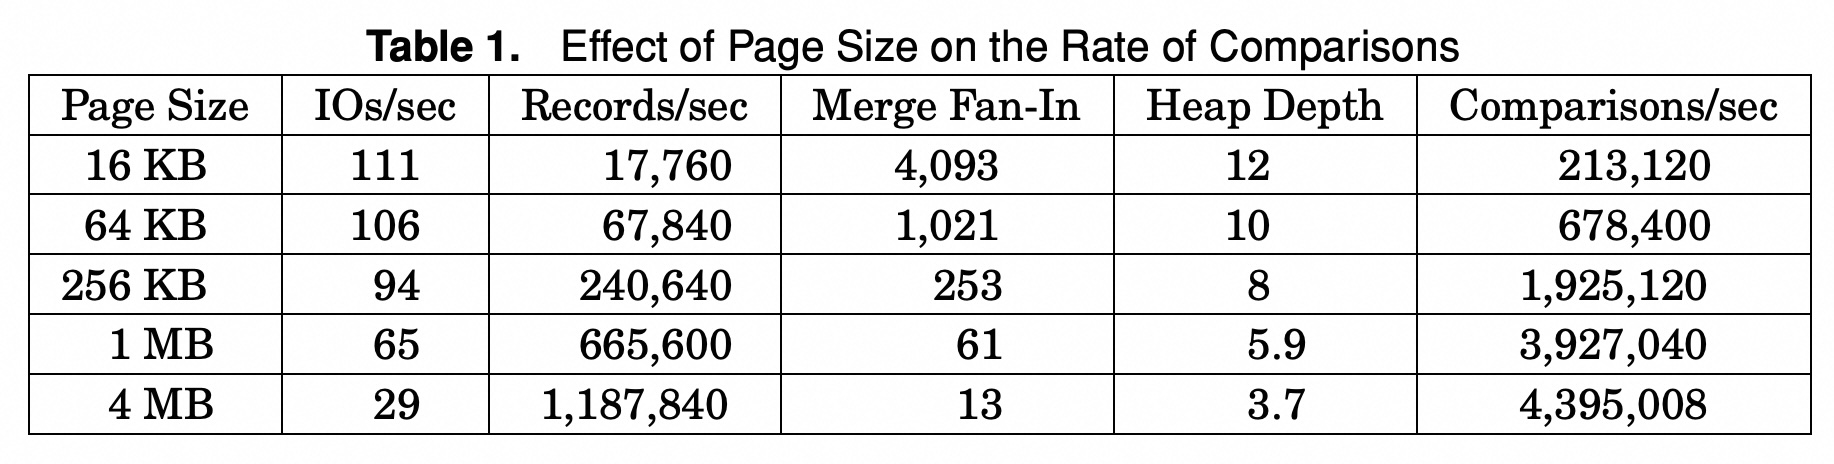 Table 1. Effect of Page Size on the Rate of Comparisons
Page Size IOs/sec Records/sec Merge Fan-In Heap Depth Comparisons/sec
16 KB 111 17,760 4,093 12 213,120
64 KB 106 67,840 1,021 10 678,400
256 KB 94 240,640 253 8 1,925,120
1 MB 65 665,600 61 5.9 3,927,040
4 MB 29 1,187,840 13 3.7 4,395,008